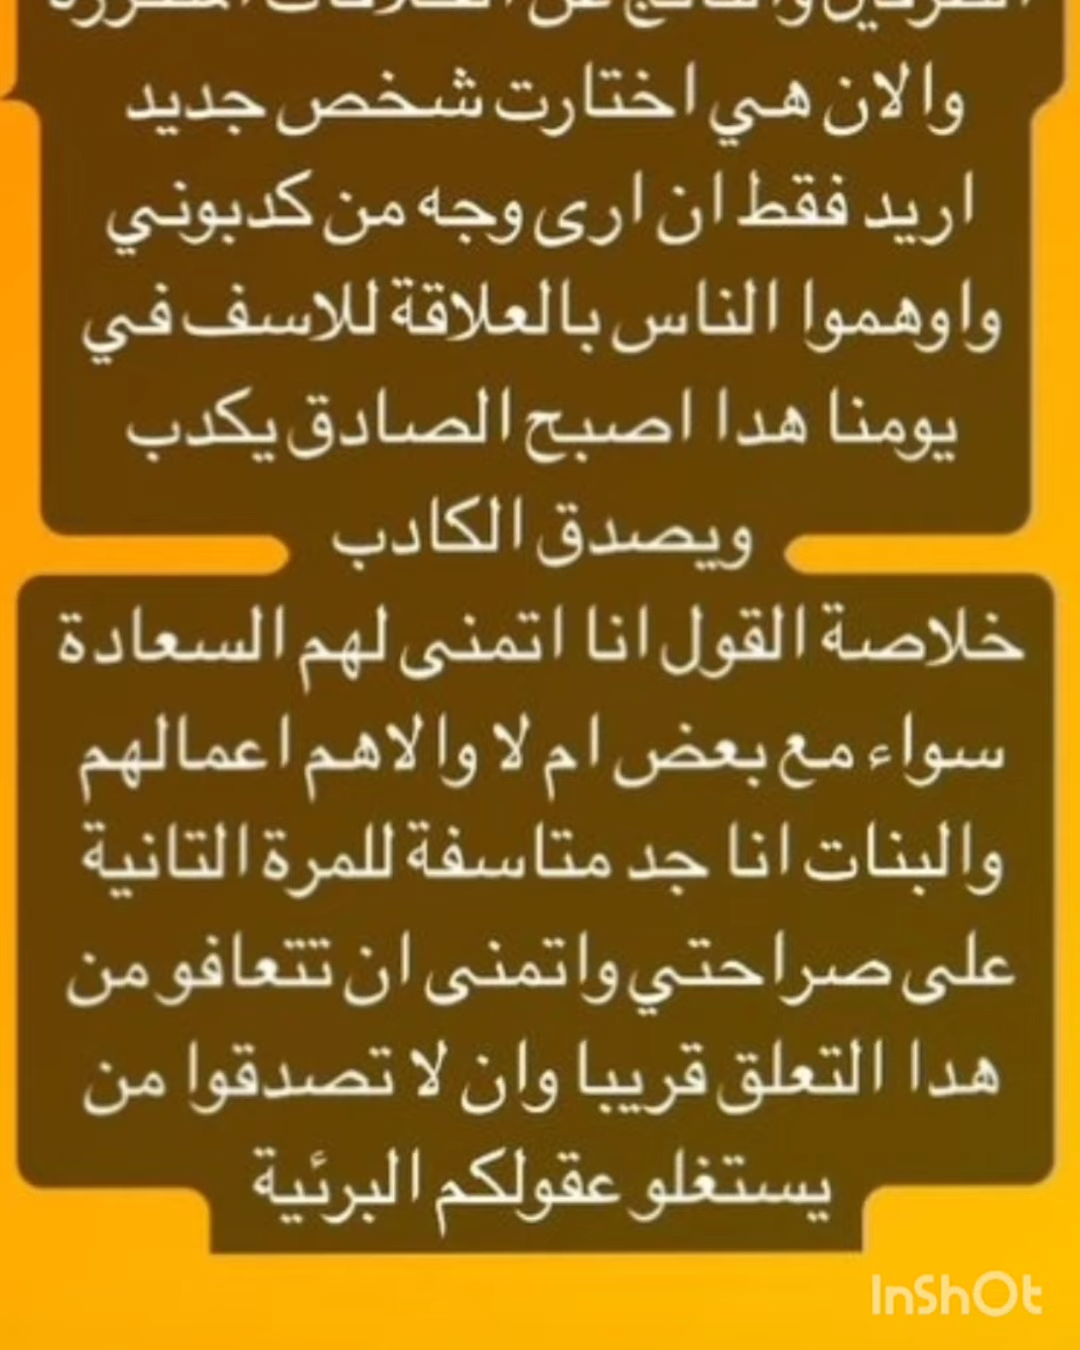 والان هي اختارت شخص جديد
اريد فقط ان ارى وجه من كدبوني
واوهموا الناس بالعلاقة للاسف في
يومنا هدا اصبح الصادق يكدب
ويصدق الكادب
خلاصة القول انا اتمنى لهم السعادة
سواء مع بعض ام لا والاهم اعمالهم
والبنات انا جد متاسفة للمرة التانية
على صراحتي واتمنى ان تتعافو من
هدا التعلق قريبا وان لا تصدقوا من
يستغلو عقولكم البرئية
InShOt